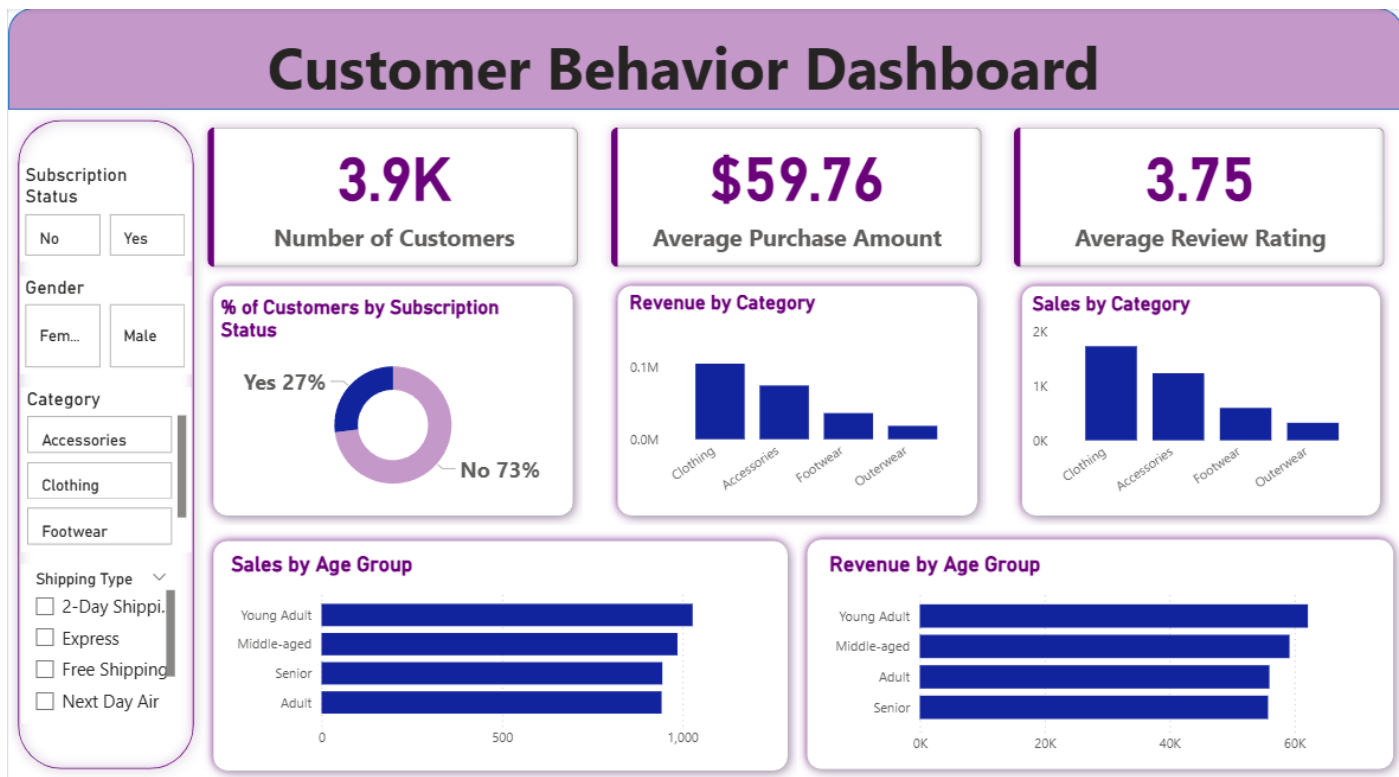 Customer Behavior Dashboard
Subscription
Status
No Yes
Gender
Fem... Male
Category
Accessories
Clothing
Footwear
Shipping Type
2-Day Shippi..
Express
Free Shipping
Next Day Air
3.9K
Number of Customers
$59.76
Average Purchase Amount
3.75
Average Review Rating
% of Customers by Subscription
Status
Yes 27%
No 73%
Revenue by Category
0.1M
0.0M
Clothing
Accessories
Footwear
Outerwear
Sales by Category
2K
1K
0K
Clothing
Accessories
Footwear
Outerwear
Sales by Age Group
Young Adult
Middle-aged
Senior
Adult
0 500 1,000
Revenue by Age Group
Young Adult
Middle-aged
Adult
Senior
0K 20K 40K 60K